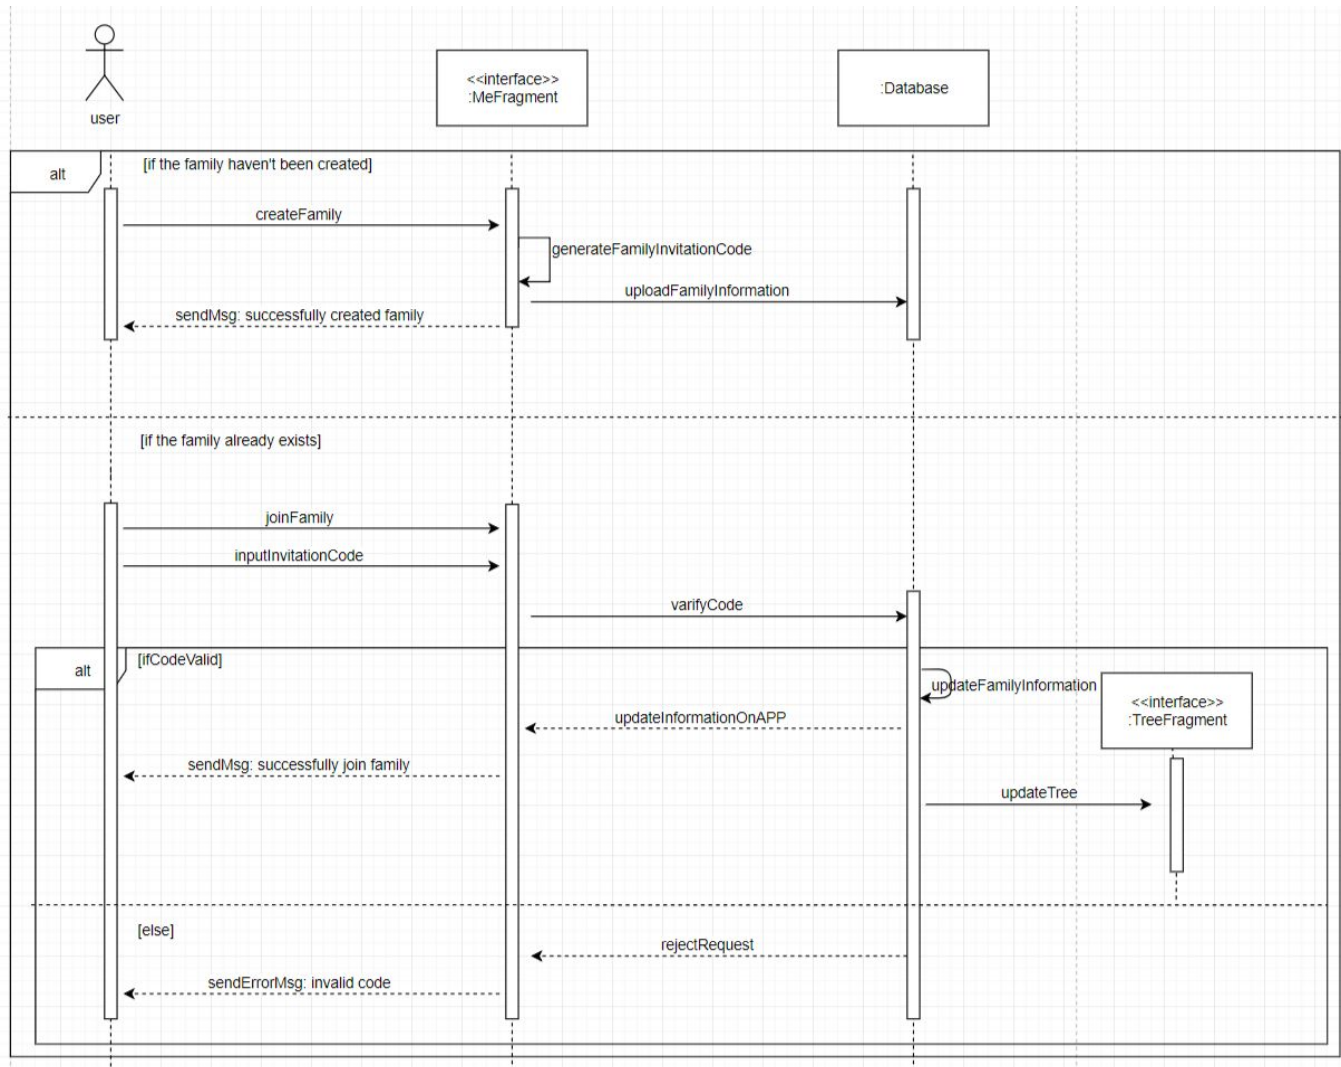 <<interface>>
:MeFragment
:Database
user
alt
[if the family haven't been created]
createFamily
generateFamilyInvitationCode
uploadFamilyInformation
sendMsg: successfully created family
[if the family already exists]
joinFamily
inputInvitationCode
varifyCode
alt
[ifCodeValid]
updateFamilyInformation
<<interface>>
:TreeFragment
updateInformationOnAPP
sendMsg: successfully join family
updateTree
[else]
rejectRequest
sendErrorMsg: invalid code